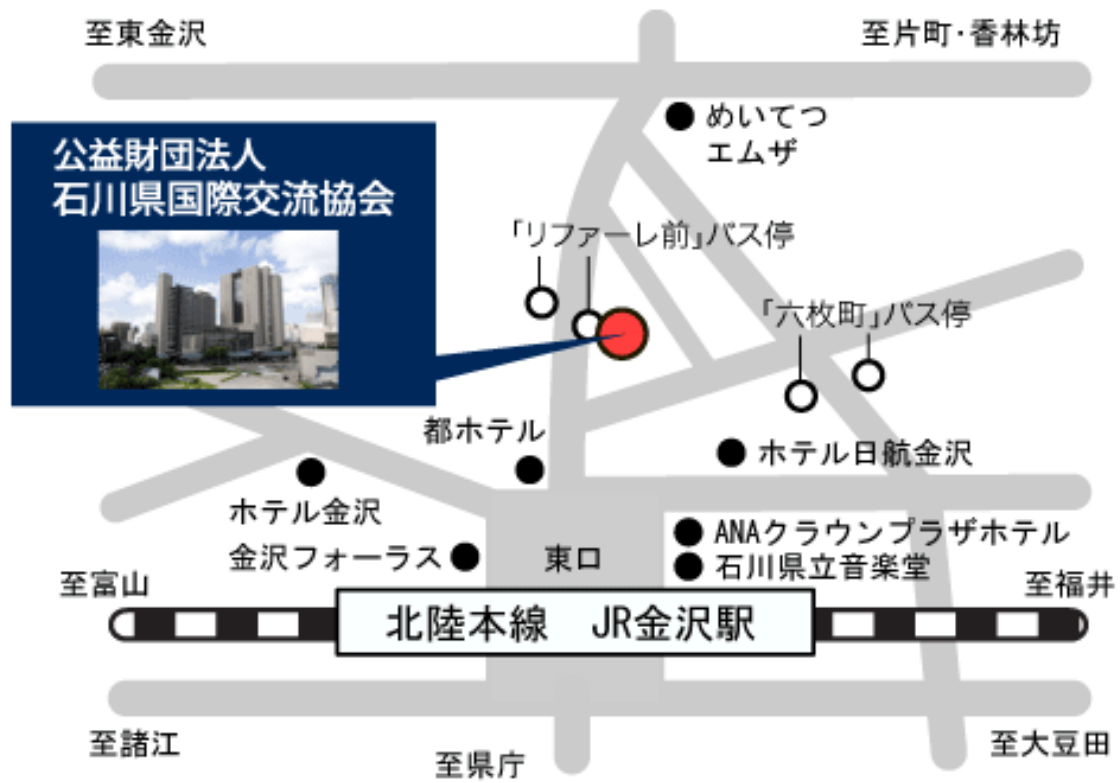 至東金沢
至片町・香林坊
めいてつ
エムザ
公益財団法人
石川県国際交流協会
「リファーレ前」バス停
「六枚町」バス停
都ホテル
ホテル日航金沢
ホテル金沢
ANAクラウンプラザホテル
金沢フォーラス
東口
石川県立音楽堂
至富山
至福井
北陸本線 JR金沢駅
至諸江
至県庁
至大豆田